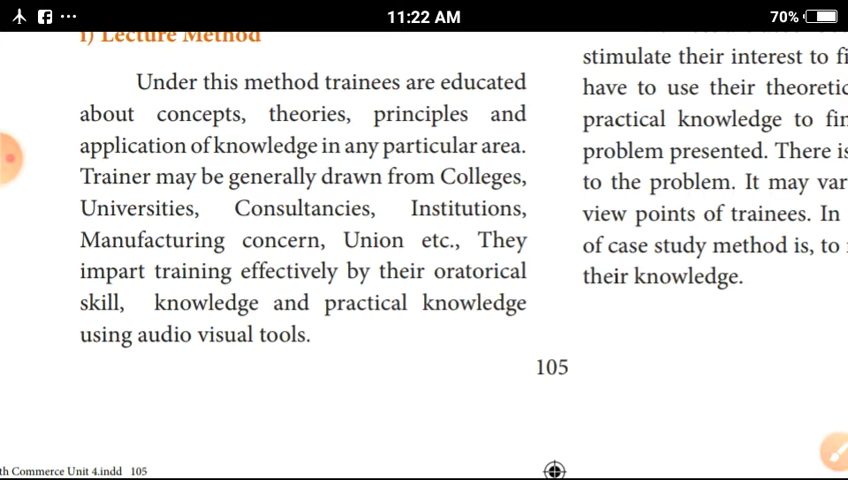 11:22 AM
70%
i) Lecture Method
Under this method trainees are educated
about concepts, theories, principles and
application of knowledge in any particular area.
Trainer may be generally drawn from Colleges,
Universities, Consultancies, Institutions,
Manufacturing concern, Union etc., They
impart training effectively by their oratorical
skill, knowledge and practical knowledge
using audio visual tools.
stimulate their interest to fi
have to use their theoretic
practical knowledge to fin
problem presented. There is
to the problem. It may var
view points of trainees. In
of case study method is, to
their knowledge.
105
th Commerce Unit 4.indd 105